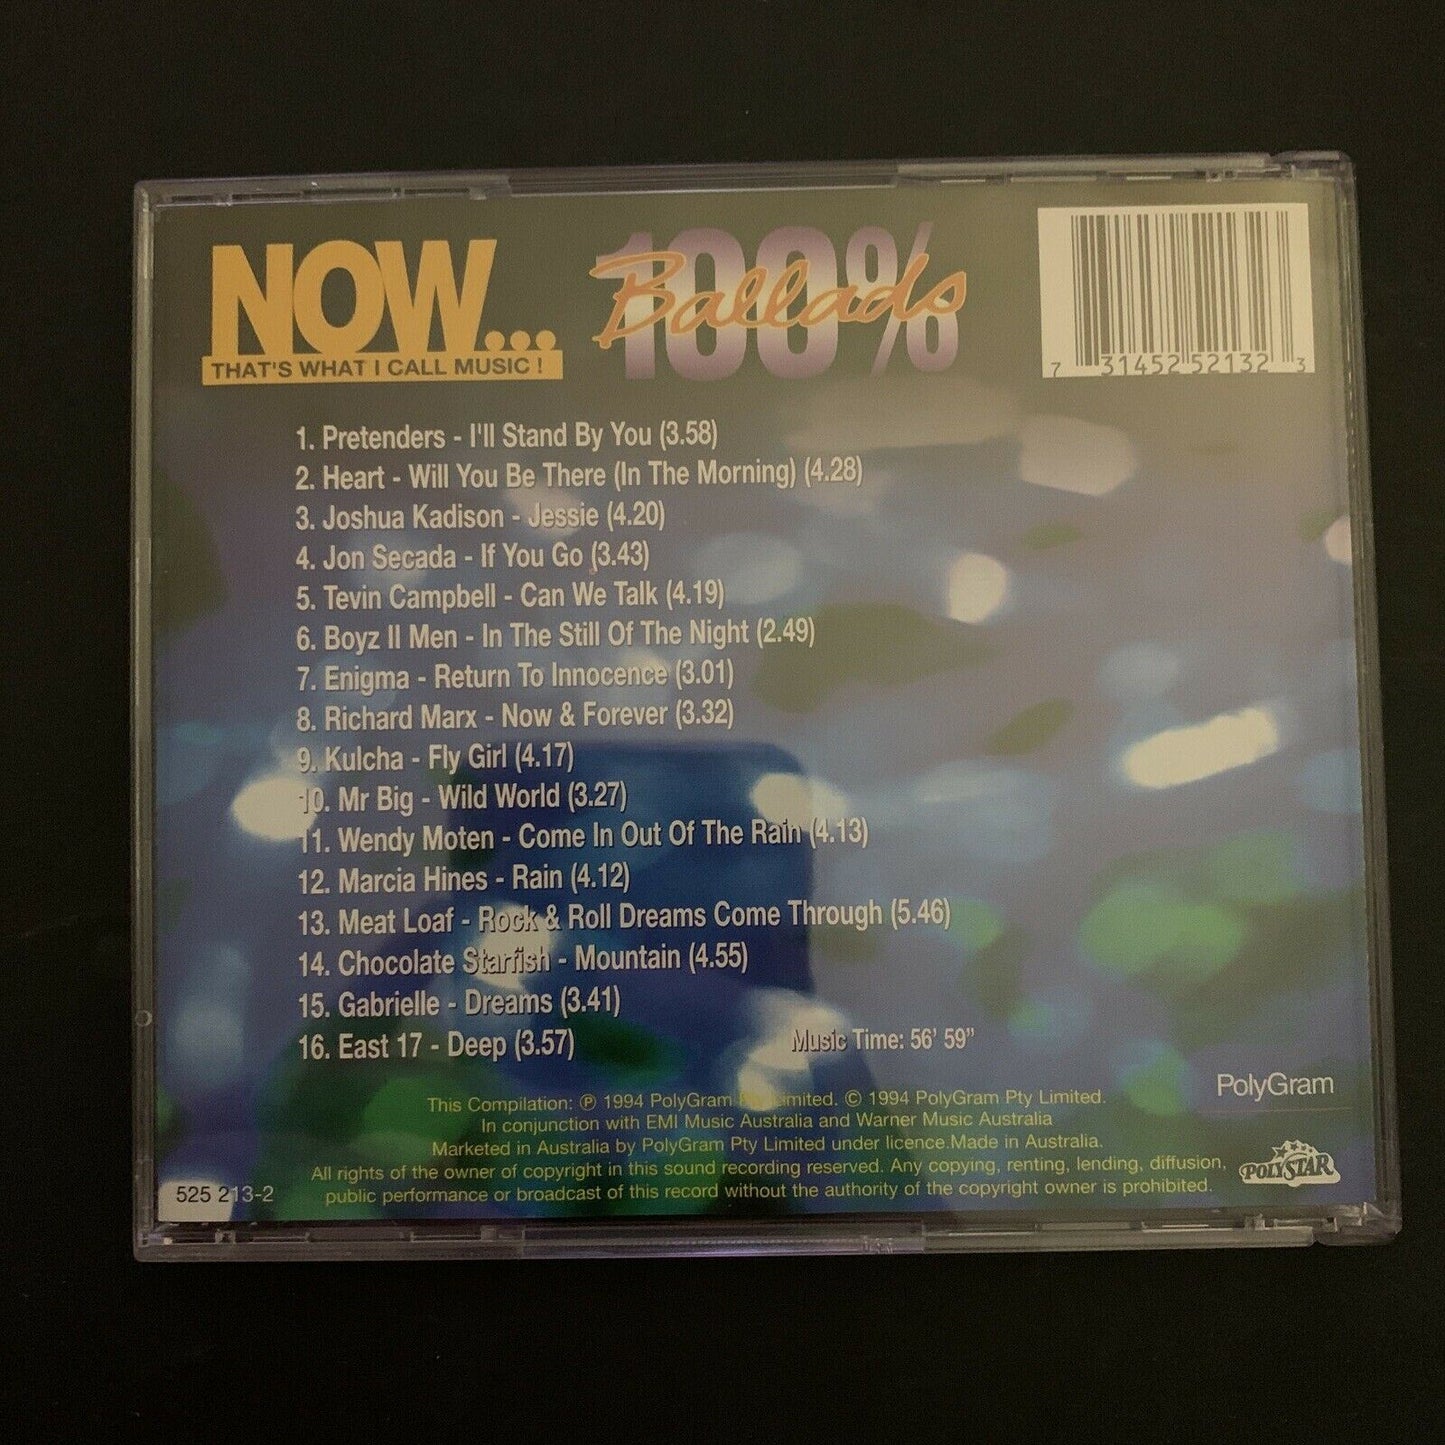 NOW...
THAT'S WHAT I CALL MUSIC !
100%
Ballads
7 31452 52132 3
1. Pretenders - I'll Stand By You (3.58)
2. Heart - Will You Be There (In The Morning) (4.28)
3. Joshua Kadison - Jessie (4.20)
4. Jon Secada - If You Go (3.43)
5. Tevin Campbell - Can We Talk (4.19)
6. Boyz II Men - In The Still Of The Night (2.49)
7. Enigma - Return To Innocence (3.01)
8. Richard Marx - Now & Forever (3.32)
9. Kulcha - Fly Girl (4.17)
10. Mr Big - Wild World (3.27)
11. Wendy Moten - Come In Out Of The Rain (4.13)
12. Marcia Hines - Rain (4.12)
13. Meat Loaf - Rock & Roll Dreams Come Through (5.46)
14. Chocolate Starfish - Mountain (4.55)
15. Gabrielle - Dreams (3.41)
16. East 17 - Deep (3.57)
Music Time: 56' 59"
PolyGram
This Compilation: ℗ 1994 PolyGram Pty Limited. © 1994 PolyGram Pty Limited.
In conjunction with EMI Music Australia and Warner Music Australia
Marketed in Australia by PolyGram Pty Limited under licence.Made in Australia.
All rights of the owner of copyright in this sound recording reserved. Any copying, renting, lending, diffusion,
public performance or broadcast of this record without the authority of the copyright owner is prohibited.
POLYSTAR
525 213-2